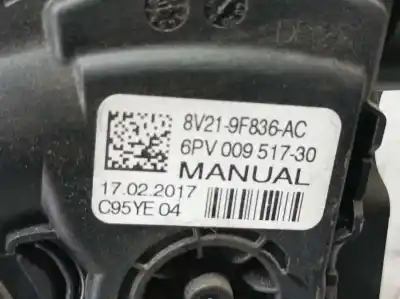 8V21-9F836-AC
6PV 009 517-30
MANUAL
17.02.2017
C95YE 04